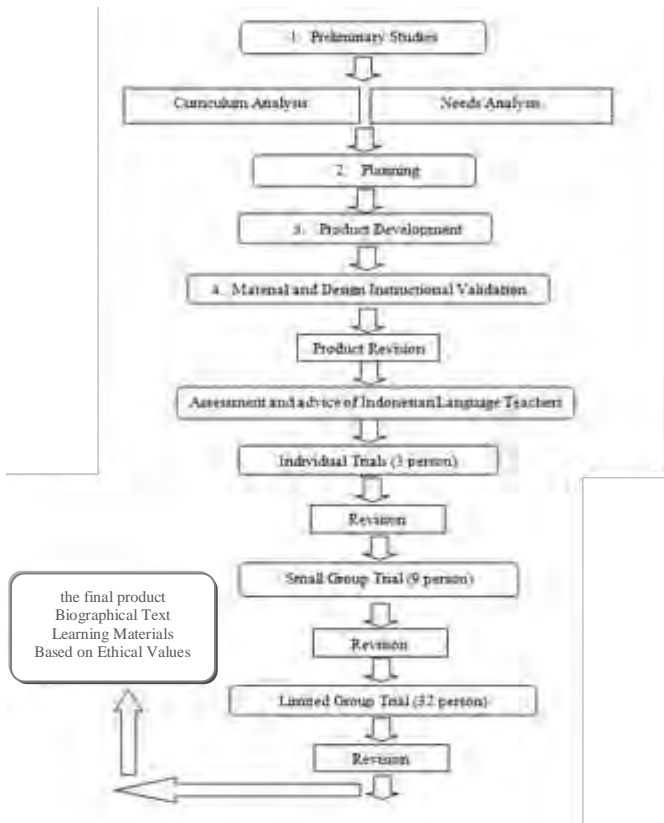 1. Preliminary Studies
Curriculum Analysis
Needs Analysis
2. Planning
3. Product Development
4. Material and Design Instructional Validation
Product Revision
Assessment and advice of Indonesian Language Teachers
Individual Trials (3 person)
Revision
Small Group Trial (9 person)
Revision
Limited Group Trial (32 person)
Revision
the final product
Biographical Text
Learning Materials
Based on Ethical Values